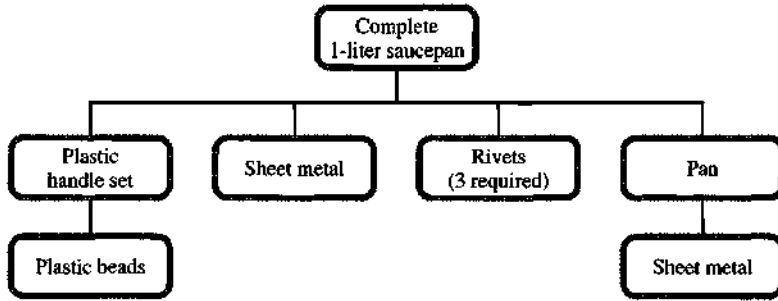 Complete
1-liter saucepan
Plastic
handle set
Sheet metal
Rivets
(3 required)
Pan
Plastic beads
Sheet metal